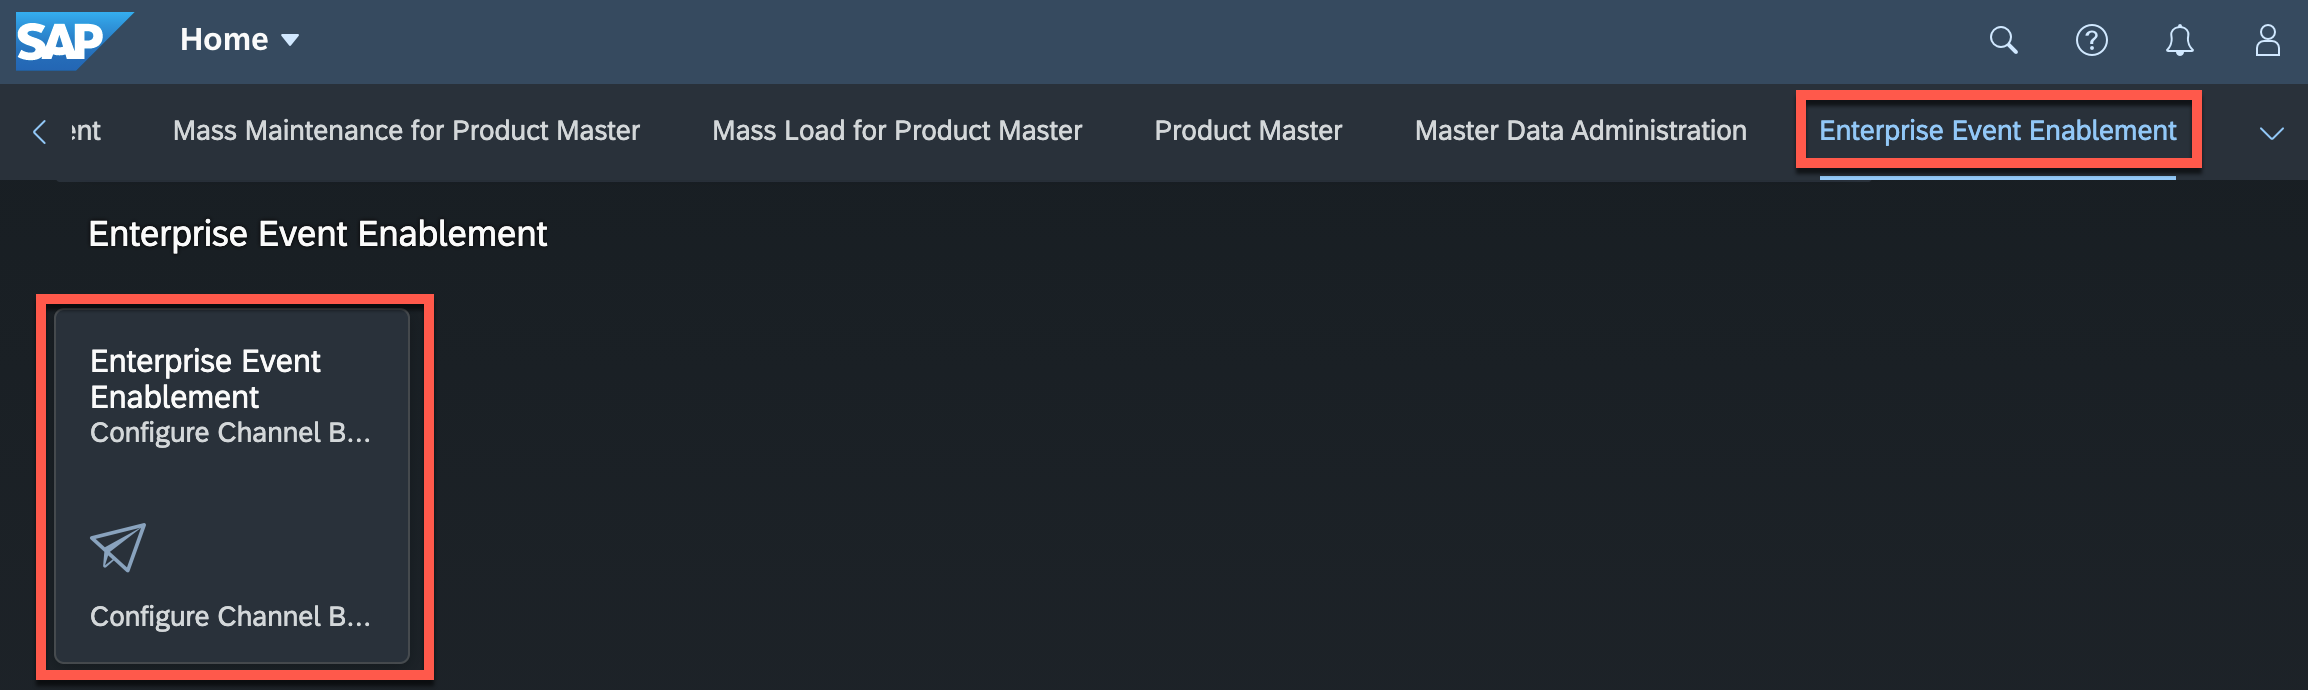 SAP Home
ent Mass Maintenance for Product Master Mass Load for Product Master Product Master Master Data Administration Enterprise Event Enablement
Enterprise Event Enablement
Enterprise Event
Enablement
Configure Channel B...
Configure Channel B...